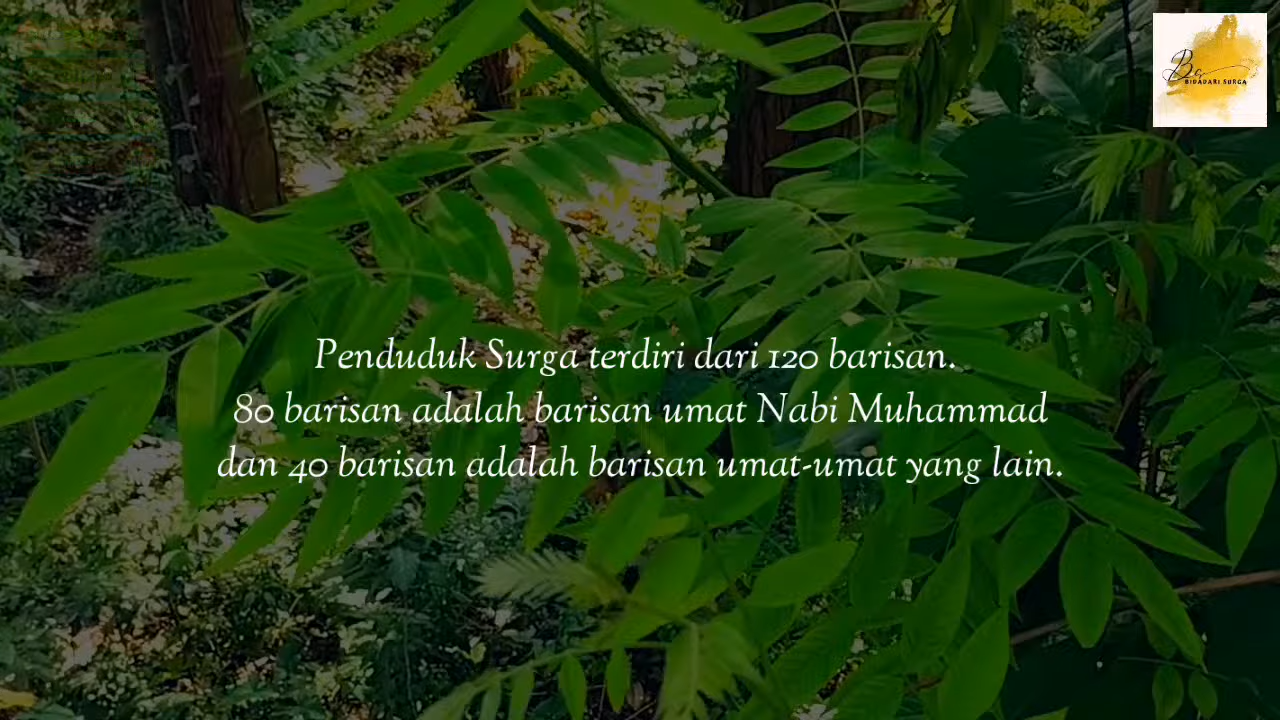 Bs
BIDADARI SURGA
Penduduk Surga terdiri dari 120 barisan.
80 barisan adalah barisan umat Nabi Muhammad
dan 40 barisan adalah barisan umat-umat yang lain.